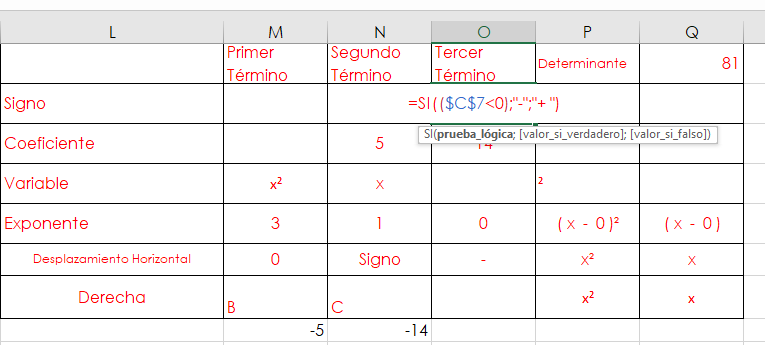 L M N O P Q
Primer Término Segundo Término Tercer Término Determinante 81
Signo =SI(($C$7<0);"-";"+ ")
SI(prueba_lógica; [valor_si_verdadero]; [valor_si_falso])
Coeficiente 5 14
Variable x² x ²
Exponente 3 1 0 ( x - 0 )² ( x - 0 )
Desplazamiento Horizontal 0 Signo - x² x
Derecha B C x² x
-5 -14